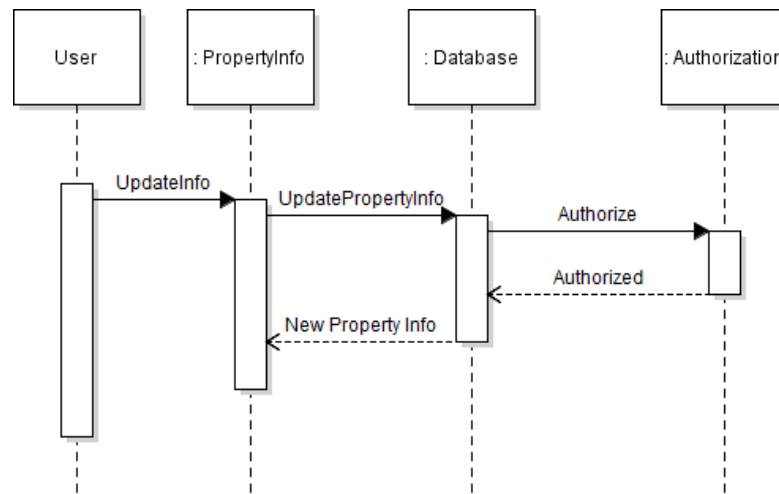 User
: PropertyInfo
: Database
: Authorization
UpdateInfo
UpdatePropertyInfo
Authorize
Authorized
New Property Info